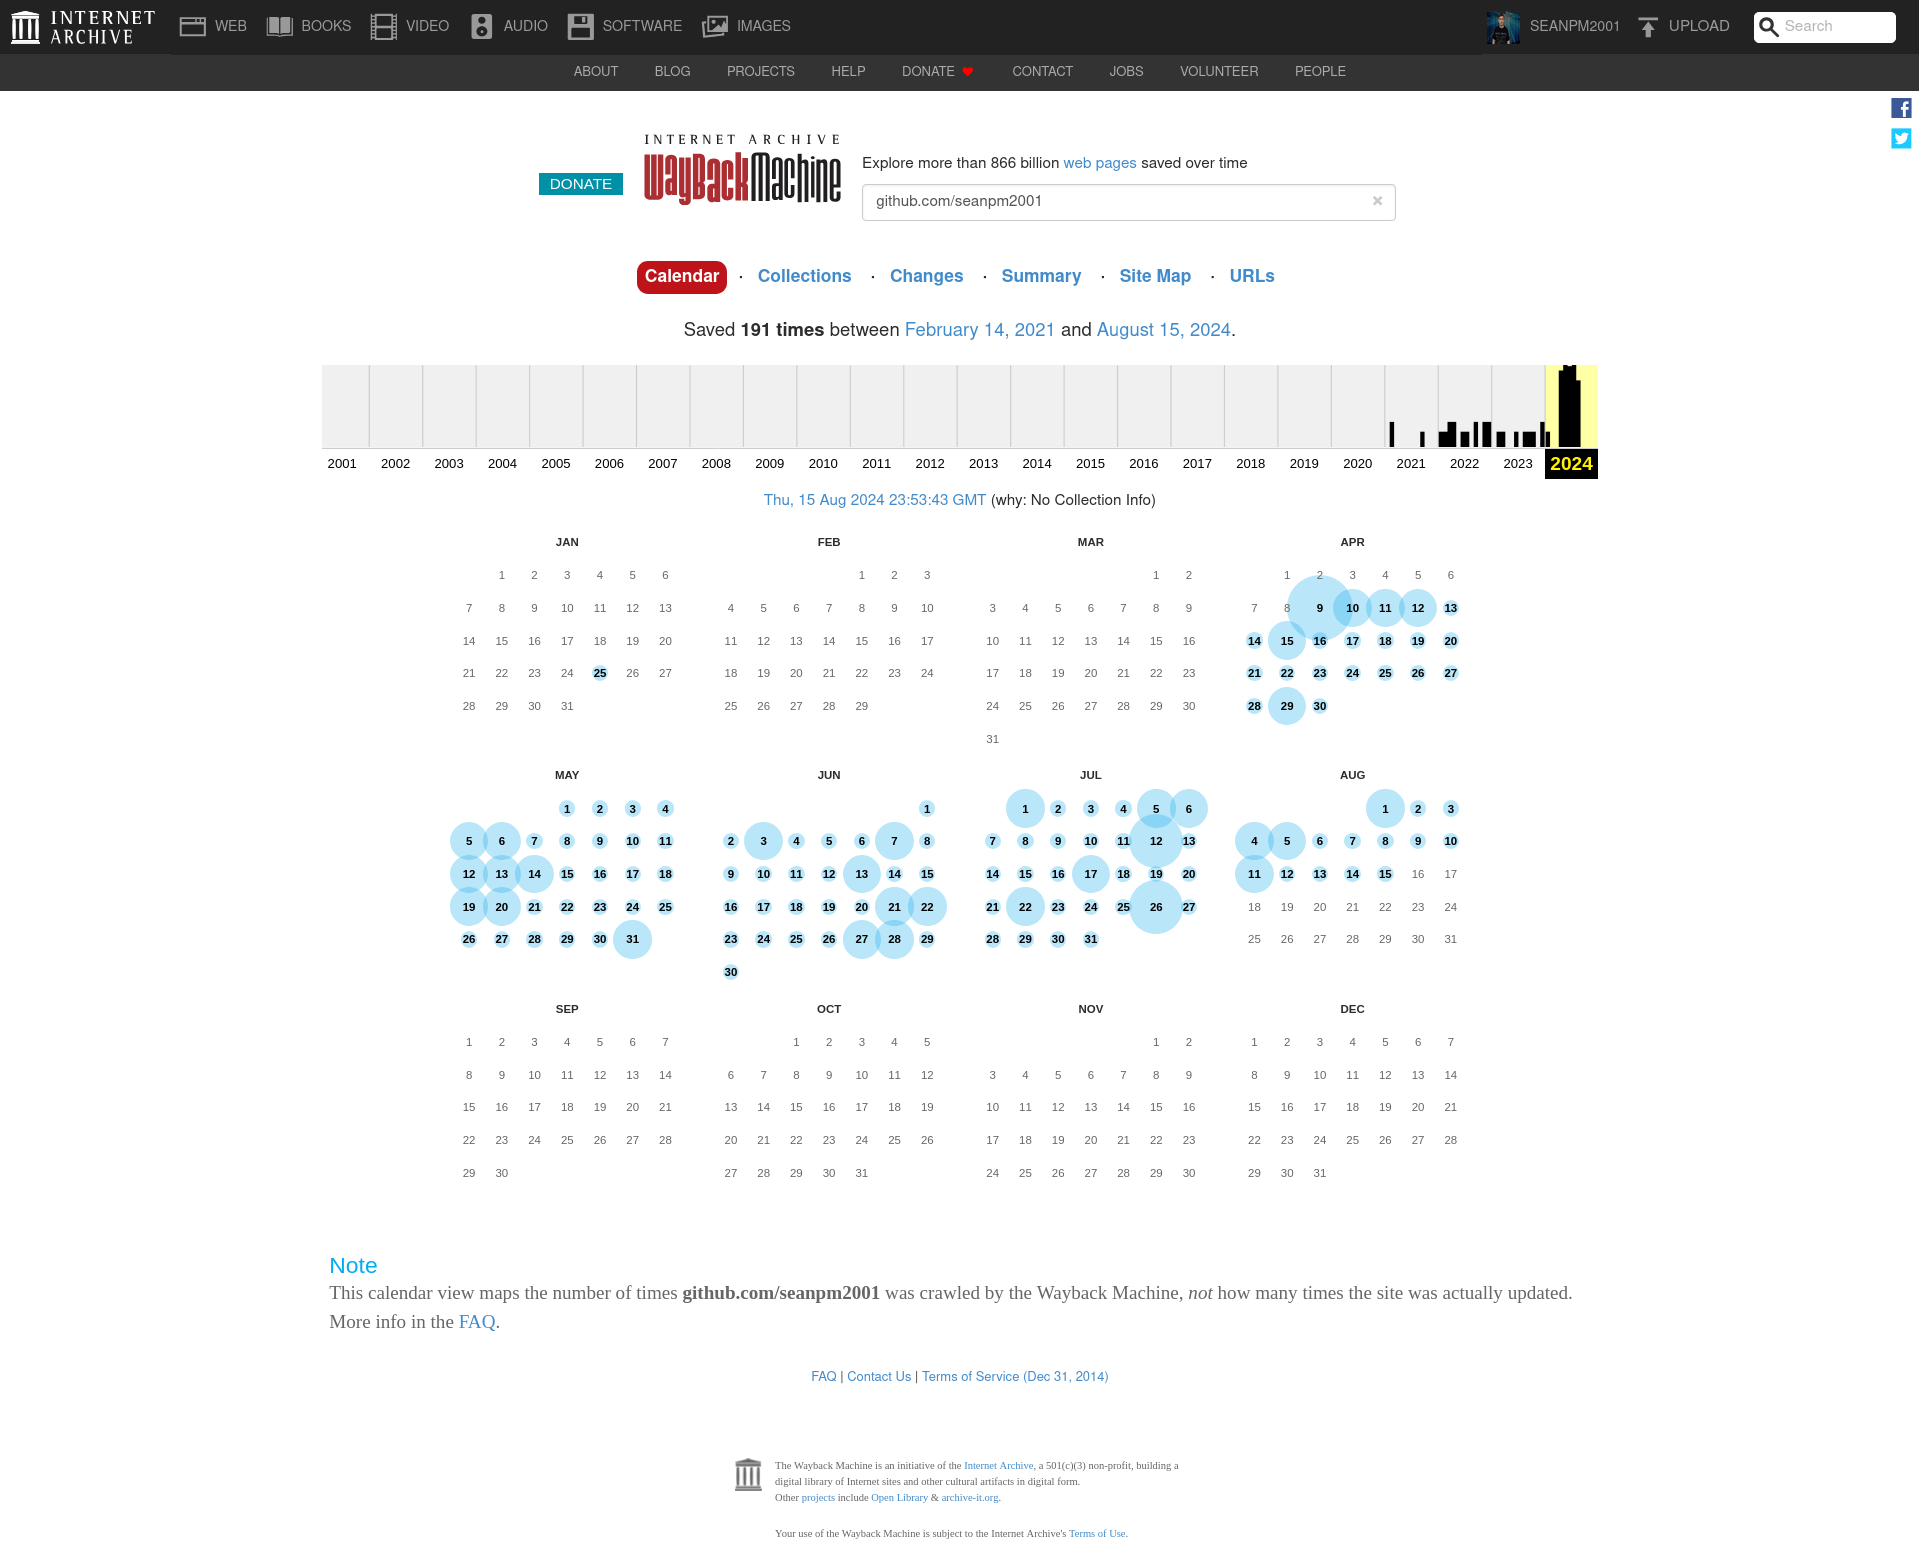 INTERNET ARCHIVE WEB BOOKS VIDEO AUDIO SOFTWARE IMAGES SEANPM2001 UPLOAD Search
ABOUT BLOG PROJECTS HELP DONATE CONTACT JOBS VOLUNTEER PEOPLE
INTERNET ARCHIVE
WayBackMachine
DONATE
Explore more than 866 billion web pages saved over time
github.com/seanpm2001 ×
Calendar · Collections · Changes · Summary · Site Map · URLs
Saved 191 times between February 14, 2021 and August 15, 2024.
2001 2002 2003 2004 2005 2006 2007 2008 2009 2010 2011 2012 2013 2014 2015 2016 2017 2018 2019 2020 2021 2022 2023 2024
Thu, 15 Aug 2024 23:53:43 GMT (why: No Collection Info)
JAN FEB MAR APR
1 2 3 4 5 6 1 2 3 1 2 1 2 3 4 5 6
7 8 9 10 11 12 13 4 5 6 7 8 9 10 3 4 5 6 7 8 9 7 8 9 10 11 12 13
14 15 16 17 18 19 20 11 12 13 14 15 16 17 10 11 12 13 14 15 16 14 15 16 17 18 19 20
21 22 23 24 25 26 27 18 19 20 21 22 23 24 17 18 19 20 21 22 23 21 22 23 24 25 26 27
28 29 30 31 25 26 27 28 29 24 25 26 27 28 29 30 28 29 30
31
MAY JUN JUL AUG
1 2 3 4 1 1 2 3 4 5 6 1 2 3
5 6 7 8 9 10 11 2 3 4 5 6 7 8 7 8 9 10 11 12 13 4 5 6 7 8 9 10
12 13 14 15 16 17 18 9 10 11 12 13 14 15 14 15 16 17 18 19 20 11 12 13 14 15 16 17
19 20 21 22 23 24 25 16 17 18 19 20 21 22 21 22 23 24 25 26 27 18 19 20 21 22 23 24
26 27 28 29 30 31 23 24 25 26 27 28 29 28 29 30 31 25 26 27 28 29 30 31
30
SEP OCT NOV DEC
1 2 3 4 5 6 7 1 2 3 4 5 1 2 1 2 3 4 5 6 7
8 9 10 11 12 13 14 6 7 8 9 10 11 12 3 4 5 6 7 8 9 8 9 10 11 12 13 14
15 16 17 18 19 20 21 13 14 15 16 17 18 19 10 11 12 13 14 15 16 15 16 17 18 19 20 21
22 23 24 25 26 27 28 20 21 22 23 24 25 26 17 18 19 20 21 22 23 22 23 24 25 26 27 28
29 30 27 28 29 30 31 24 25 26 27 28 29 30 29 30 31
Note
This calendar view maps the number of times github.com/seanpm2001 was crawled by the Wayback Machine, not how many times the site was actually updated.
More info in the FAQ.
FAQ | Contact Us | Terms of Service (Dec 31, 2014)
The Wayback Machine is an initiative of the Internet Archive, a 501(c)(3) non-profit, building a
digital library of Internet sites and other cultural artifacts in digital form.
Other projects include Open Library & archive-it.org.
Your use of the Wayback Machine is subject to the Internet Archive's Terms of Use.